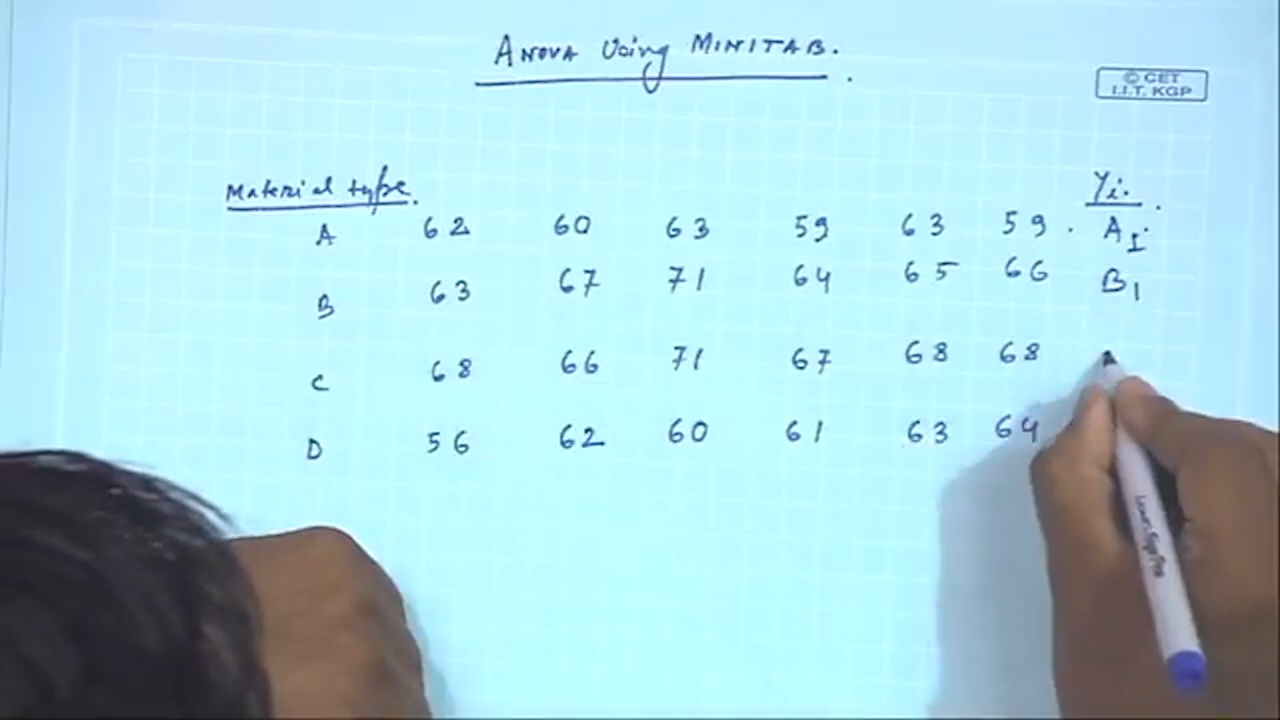 ANOVA Using MINITAB.
© CET
I.I.T. KGP
Material type. Yi.
A 62 60 63 59 63 59. A I.
B 63 67 71 64 65 66 B1
C 68 66 71 67 68 68
D 56 62 60 61 63 64